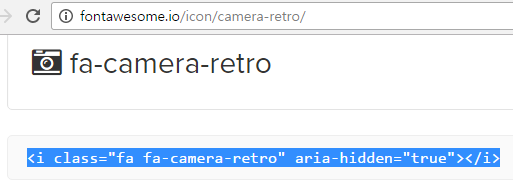 fontawesome.io/icon/camera-retro/
fa-camera-retro
<i class="fa fa-camera-retro" aria-hidden="true"></i>